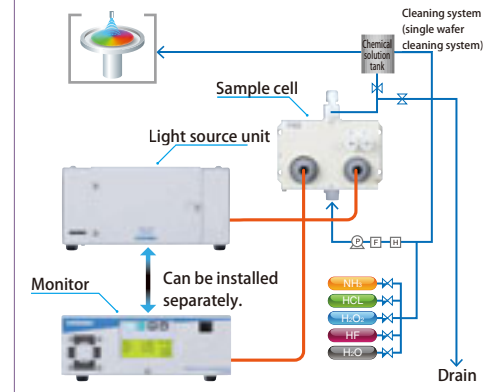 Cleaning system
(single wafer
cleaning system)
Chemical
solution
tank
Sample cell
Light source unit
Monitor
Can be installed
separately.
P F H
NH₃
HCL
H₂O₂
HF
H₂O
Drain